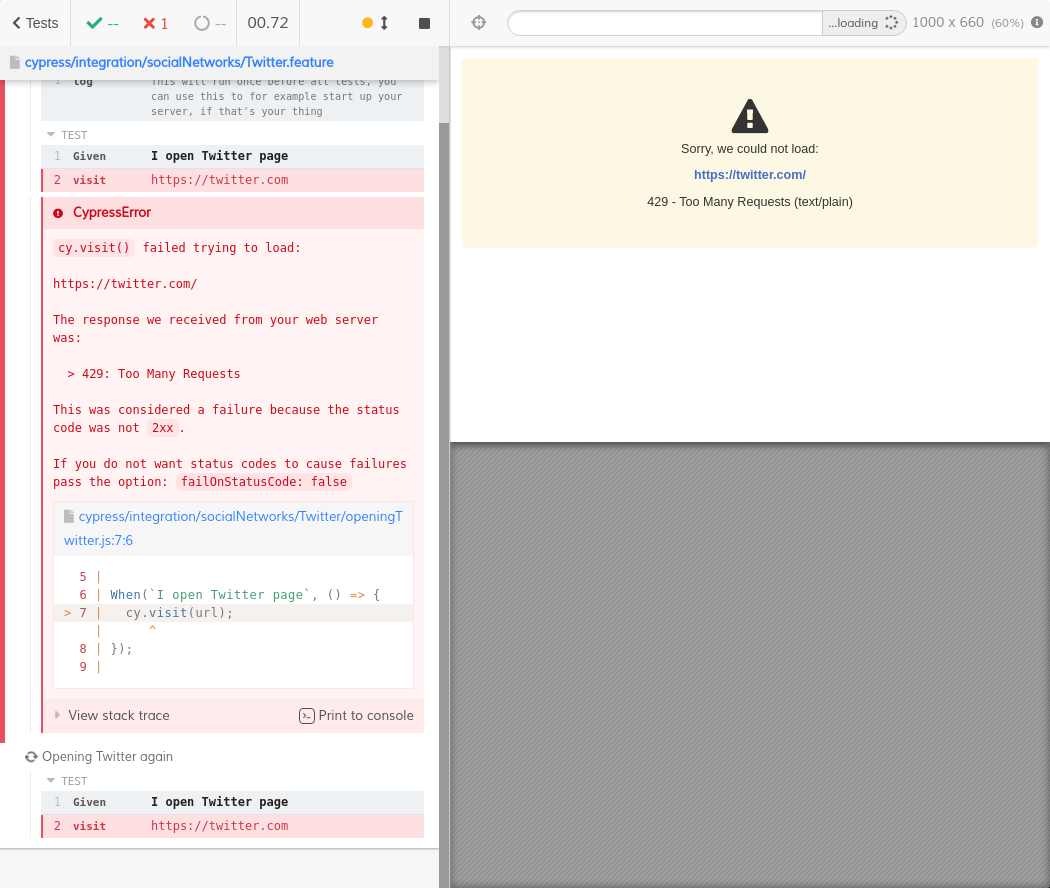 Tests
--
1
--
00.72
...loading
1000 x 660 (60%)
cypress/integration/socialNetworks/Twitter.feature
1 log This will run once before all tests, you
can use this to for example start up your
server, if that's your thing
TEST
1 Given I open Twitter page
2 visit https://twitter.com
CypressError
cy.visit() failed trying to load:
https://twitter.com/
The response we received from your web server
was:
> 429: Too Many Requests
This was considered a failure because the status
code was not 2xx.
If you do not want status codes to cause failures
pass the option: failOnStatusCode: false
cypress/integration/socialNetworks/Twitter/openingT
witter.js:7:6
5 |
6 | When(`I open Twitter page`, () => {
> 7 | cy.visit(url);
| ^
8 | });
9 |
View stack trace
Print to console
Opening Twitter again
TEST
1 Given I open Twitter page
2 visit https://twitter.com
Sorry, we could not load:
https://twitter.com/
429 - Too Many Requests (text/plain)